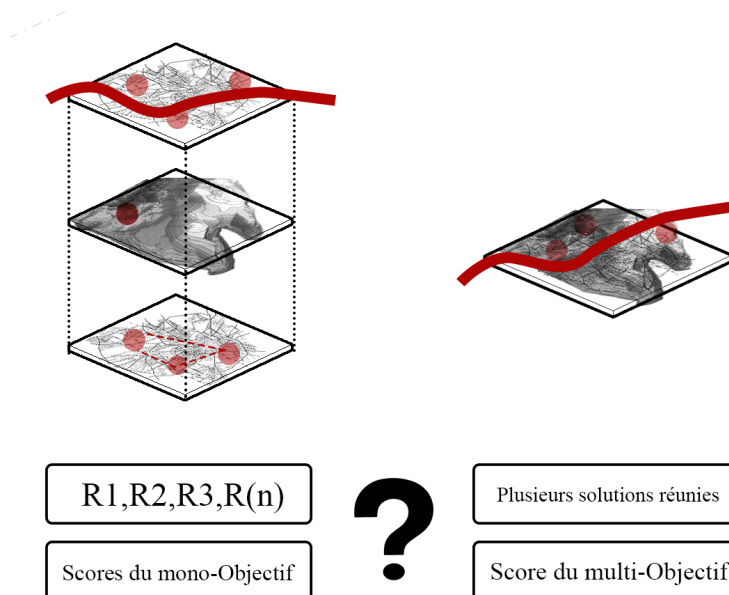 R1,R2,R3,R(n)
?
Plusieurs solutions réunies
Scores du mono-Objectif
Score du multi-Objectif